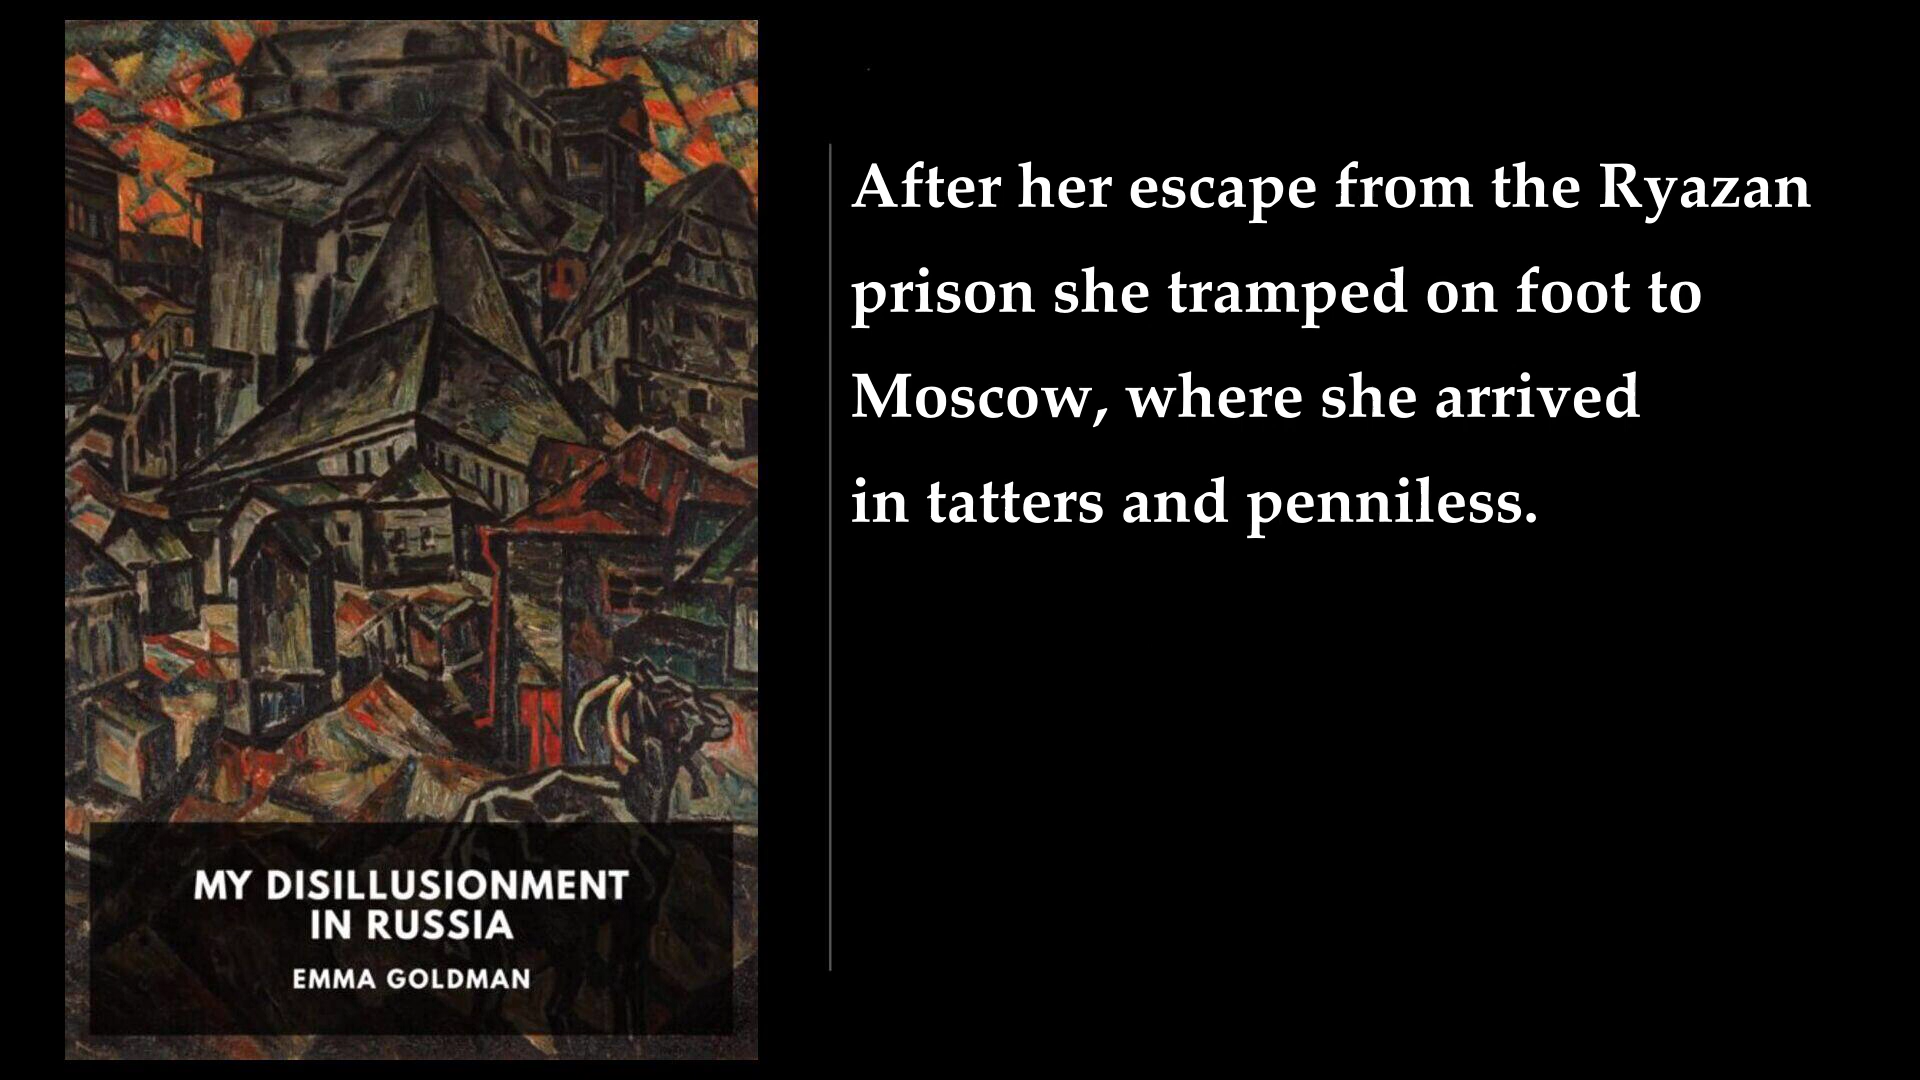 After her escape from the Ryazan
prison she tramped on foot to
Moscow, where she arrived
in tatters and penniless.
MY DISILLUSIONMENT
IN RUSSIA
EMMA GOLDMAN